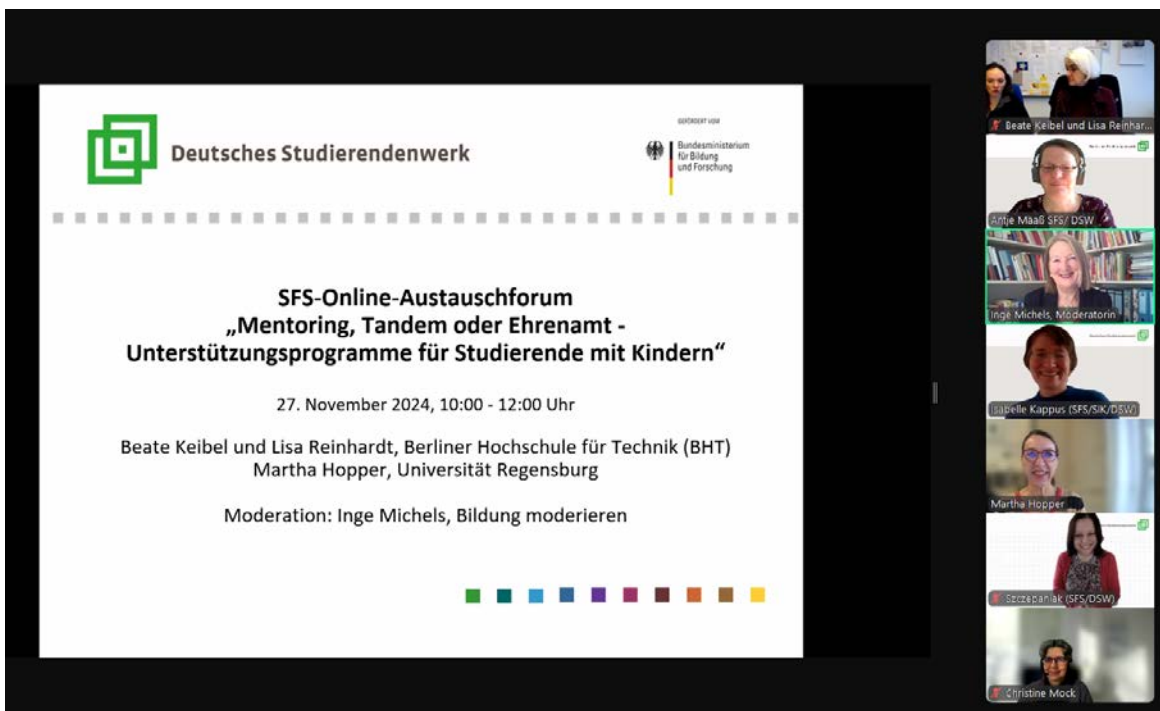 Deutsches Studierendenwerk
GEFÖRDERT VOM
Bundesministerium
für Bildung
und Forschung
SFS-Online-Austauschforum
„Mentoring, Tandem oder Ehrenamt -
Unterstützungsprogramme für Studierende mit Kindern“
27. November 2024, 10:00 - 12:00 Uhr
Beate Keibel und Lisa Reinhardt, Berliner Hochschule für Technik (BHT)
Martha Hopper, Universität Regensburg
Moderation: Inge Michels, Bildung moderieren
Beate Keibel und Lisa Reinhar...
Antje Maaß SFS/ DSW
Inge Michels, Moderatorin
Isabelle Kappus (SFS/SIK/DSW)
Martha Hopper
Szczepaniak (SFS/DSW)
Christine Mock